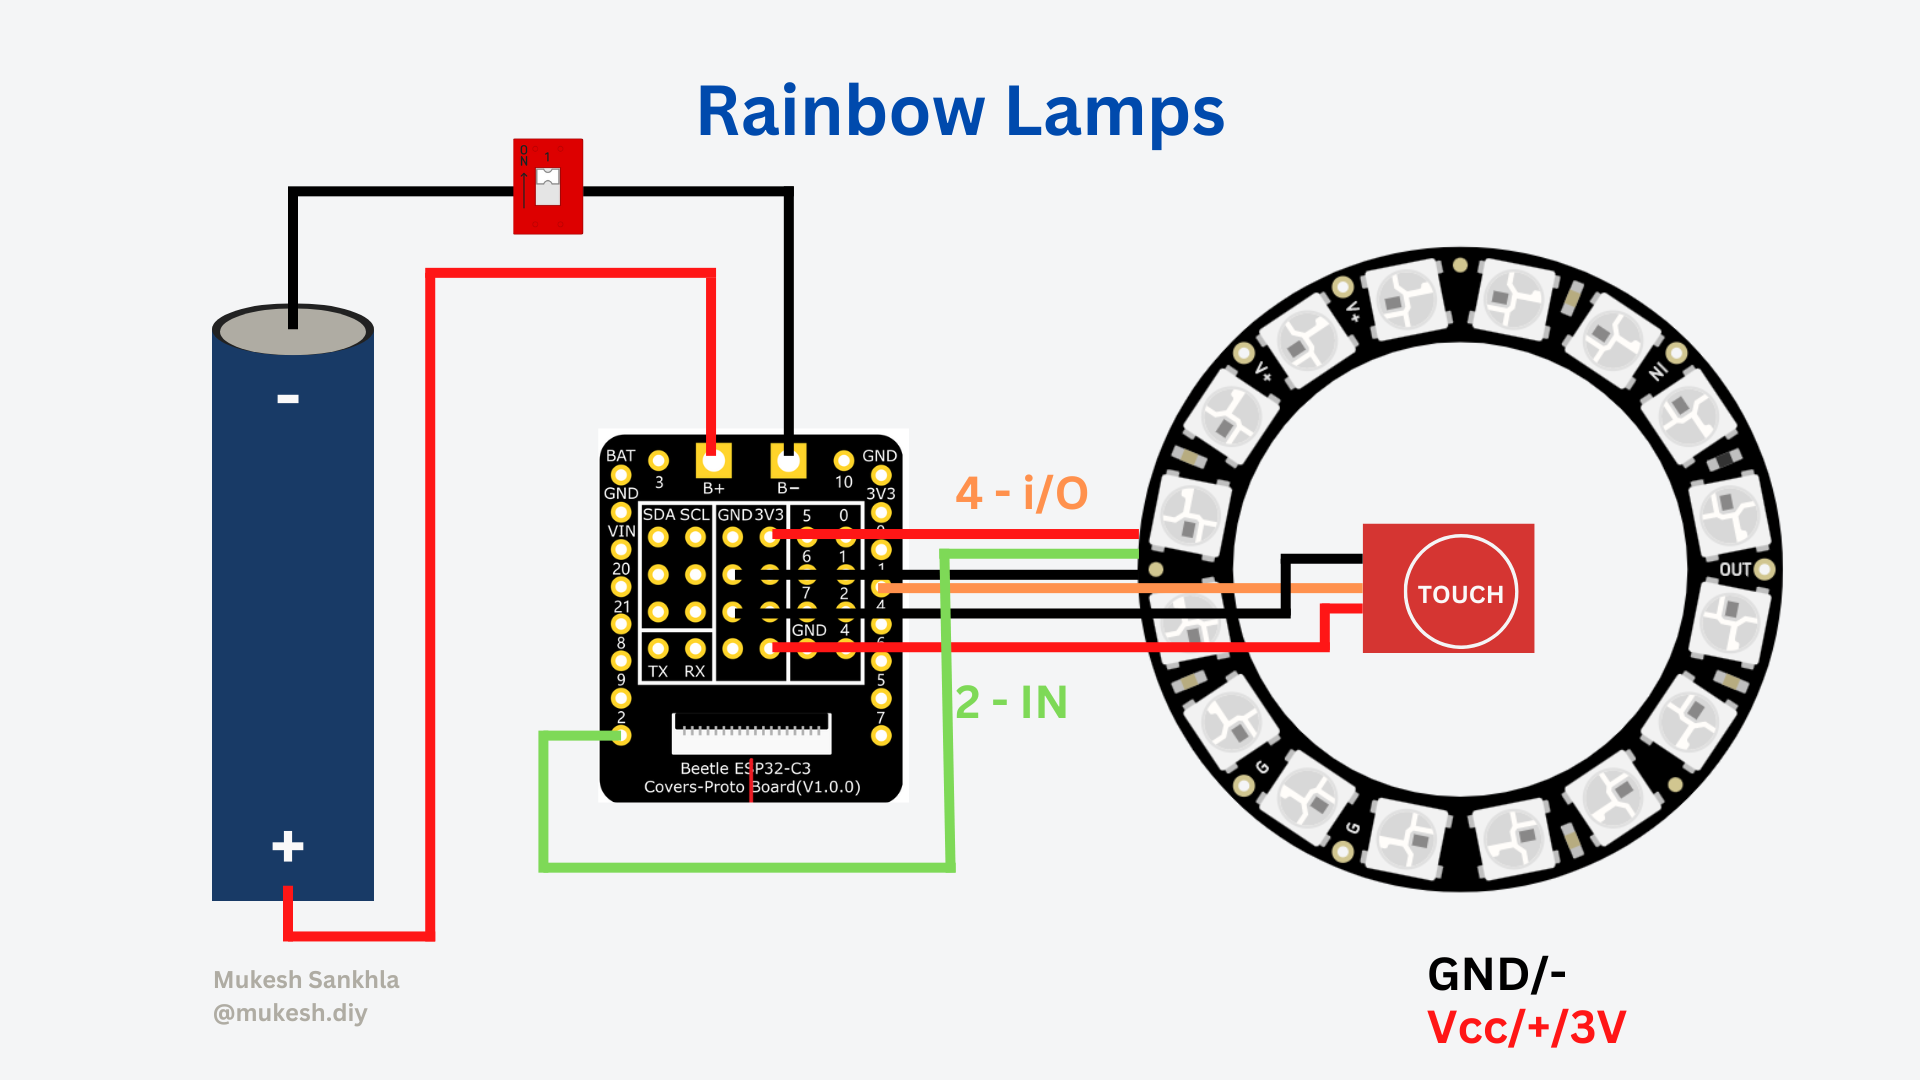 Rainbow Lamps
ON
1
-
+
BAT
GND
3
B+
B-
10
GND
3V3
VIN
20
21
8
9
2
SDA SCL GND 3V3 5 0
6 1
7 2
GND 4
TX RX
1
4
5
7
Beetle ESP32-C3
Covers-Proto Board(V1.0.0)
4 - i/O
2 - IN
V+
V+
IN
OUT
G
G
TOUCH
GND/-
Vcc/+/3V
Mukesh Sankhla
@mukesh.diy